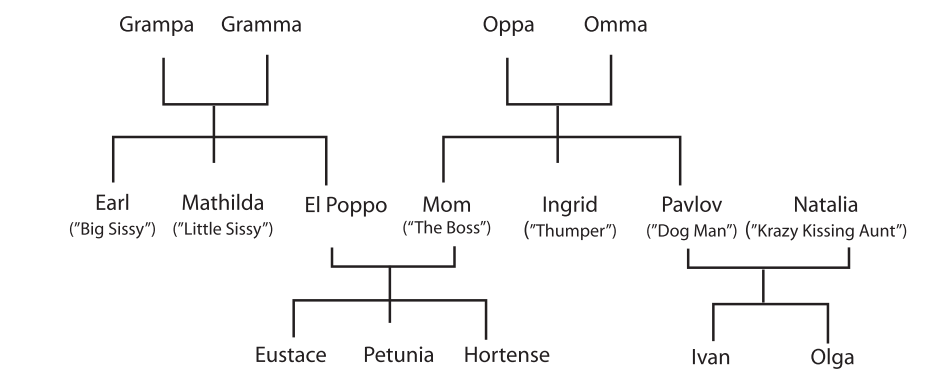 Grampa Gramma Oppa Omma
Earl Mathilda El Poppo Mom Ingrid Pavlov Natalia
("Big Sissy") ("Little Sissy") ("The Boss") ("Thumper") ("Dog Man") ("Krazy Kissing Aunt")
Eustace Petunia Hortense Ivan Olga